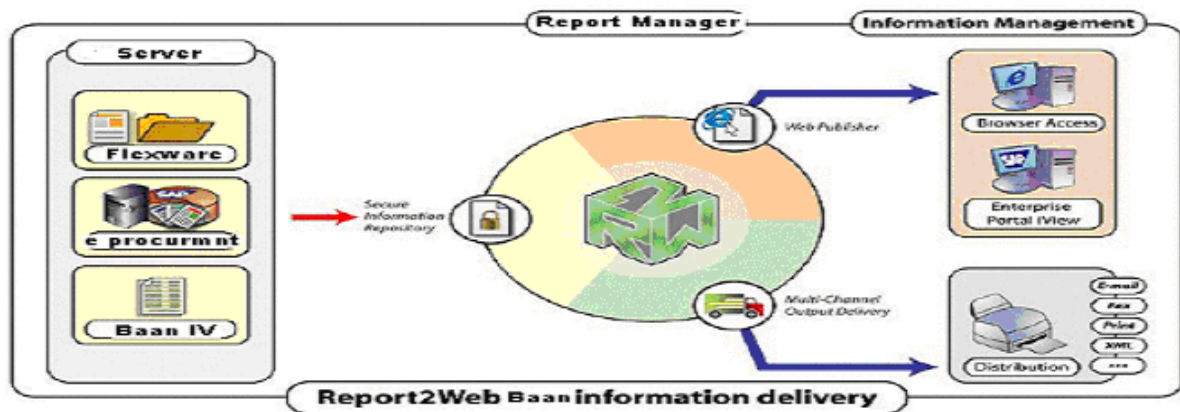 Report Manager
Information Management
Server
Flexware
e procurmnt
Baan IV
Secure
Information
Repository
Web Publisher
Multi-Channel
Output Delivery
Browser Access
Enterprise
Portal iView
E-mail
Fax
Print
XML
Distribution
Report2Web Baan information delivery